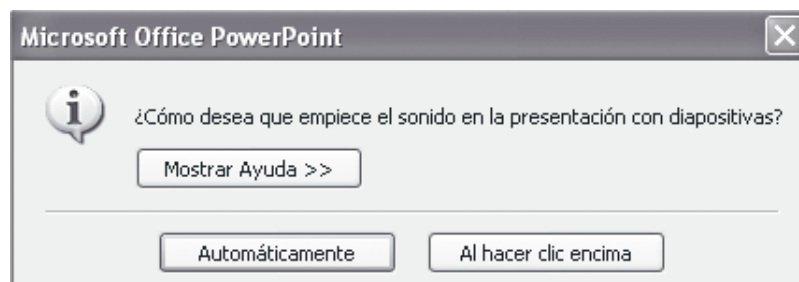 Microsoft Office PowerPoint
¿Cómo desea que empiece el sonido en la presentación con diapositivas?
Mostrar Ayuda >>
Automáticamente
Al hacer clic encima